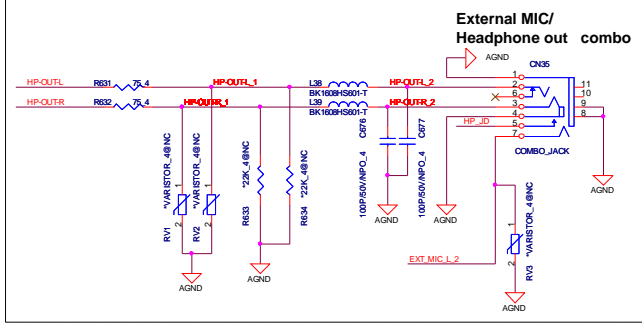 External MIC/
Headphone out combo
AGND
CN35
HP-OUT-L
R631
75_4
HP-OUT-L_1
L38
BK1608HS601-T
HP-OUT-L_2
HP-OUT-R
R632
75_4
HP-OUT-R_1
L39
BK1608HS601-T
HP-OUT-R_2
1
2
6
3
4
5
7
11
10
9
8
HP_JD
COMBO_JACK
C676
C677
100P/50V/NPO_4
100P/50V/NPO_4
*VARISTOR_4@NC
*VARISTOR_4@NC
1
2
1
2
RV1
RV2
*22K_4@NC
*22K_4@NC
R633
R634
AGND
AGND
AGND
AGND
AGND
EXT_MIC_L_2
*VARISTOR_4@NC
1
2
RV3
AGND